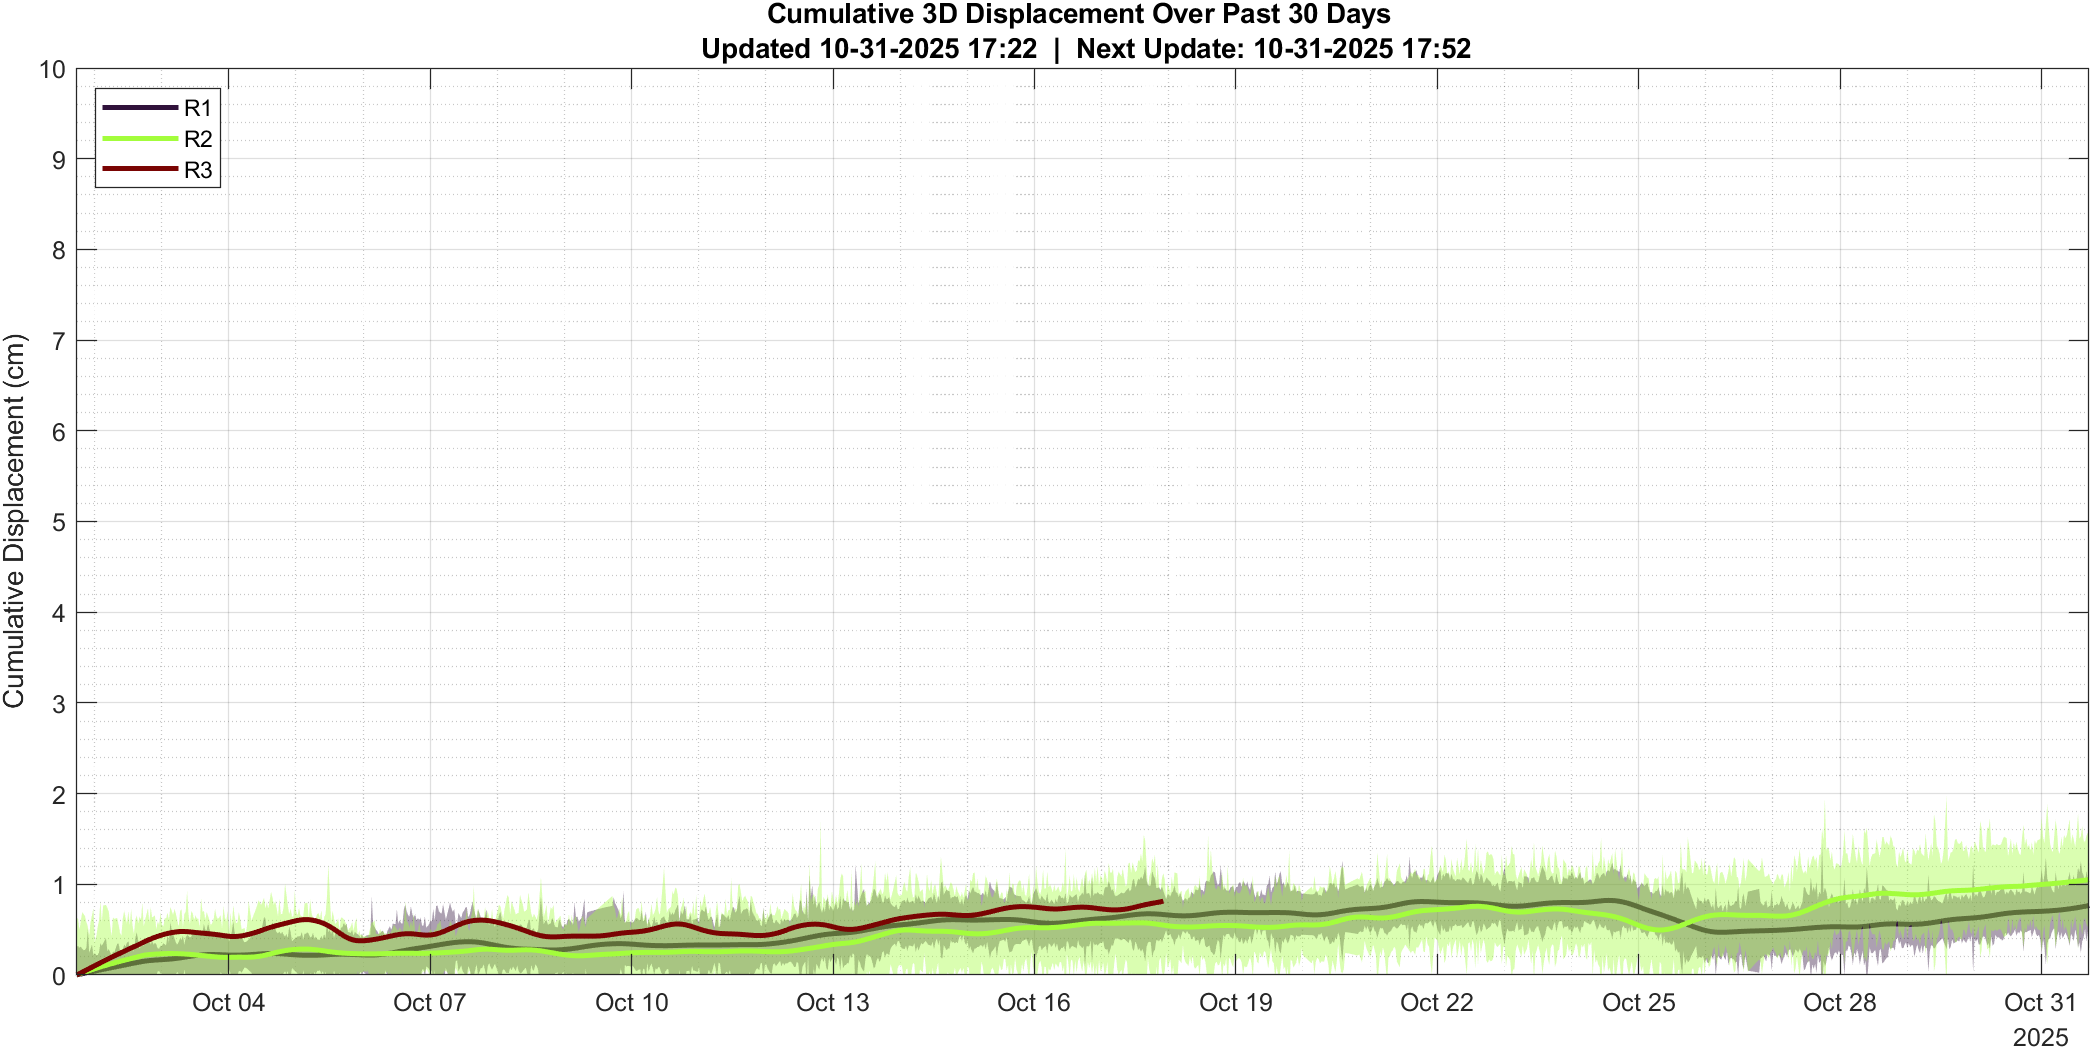 Cumulative 3D Displacement Over Past 30 Days
Updated 10-31-2025 17:22 | Next Update: 10-31-2025 17:52
R1
R2
R3
Cumulative Displacement (cm)
10
9
8
7
6
5
4
3
2
1
0
Oct 04 Oct 07 Oct 10 Oct 13 Oct 16 Oct 19 Oct 22 Oct 25 Oct 28 Oct 31
2025